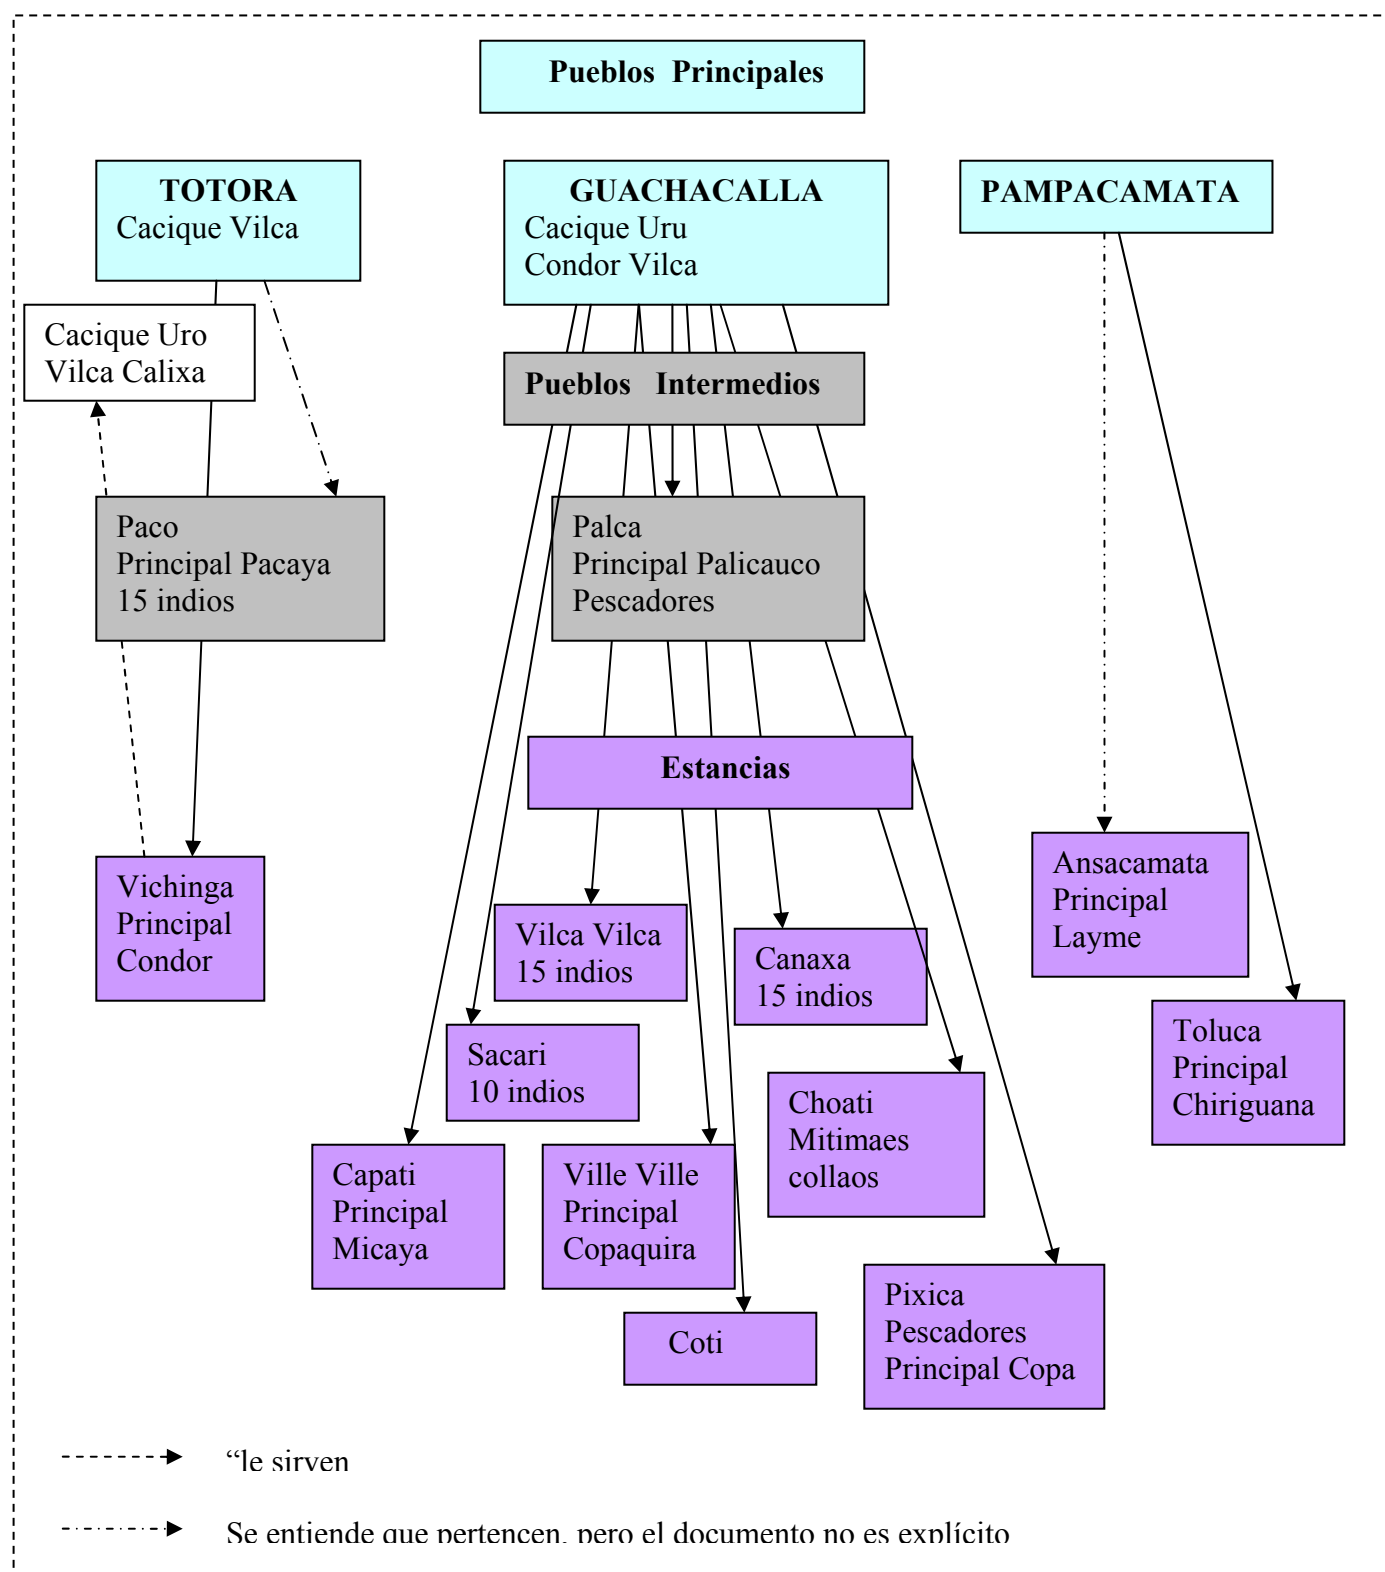 Pueblos Principales
TOTORA
Cacique Vilca
GUACHACALLA
Cacique Uru
Condor Vilca
PAMPACAMATA
Cacique Uro
Vilca Calixa
Pueblos Intermedios
Paco
Principal Pacaya
15 indios
Palca
Principal Palicauco
Pescadores
Estancias
Vichinga
Principal
Condor
Vilca Vilca
15 indios
Canaxa
15 indios
Ansacamata
Principal
Layme
Sacari
10 indios
Toluca
Principal
Chiriguana
Choati
Mitimaes
collaos
Capati
Principal
Micaya
Ville Ville
Principal
Copaquira
Pixica
Pescadores
Principal Copa
Coti
“le sirven
Se entiende que pertencen, pero el documento no es explícito